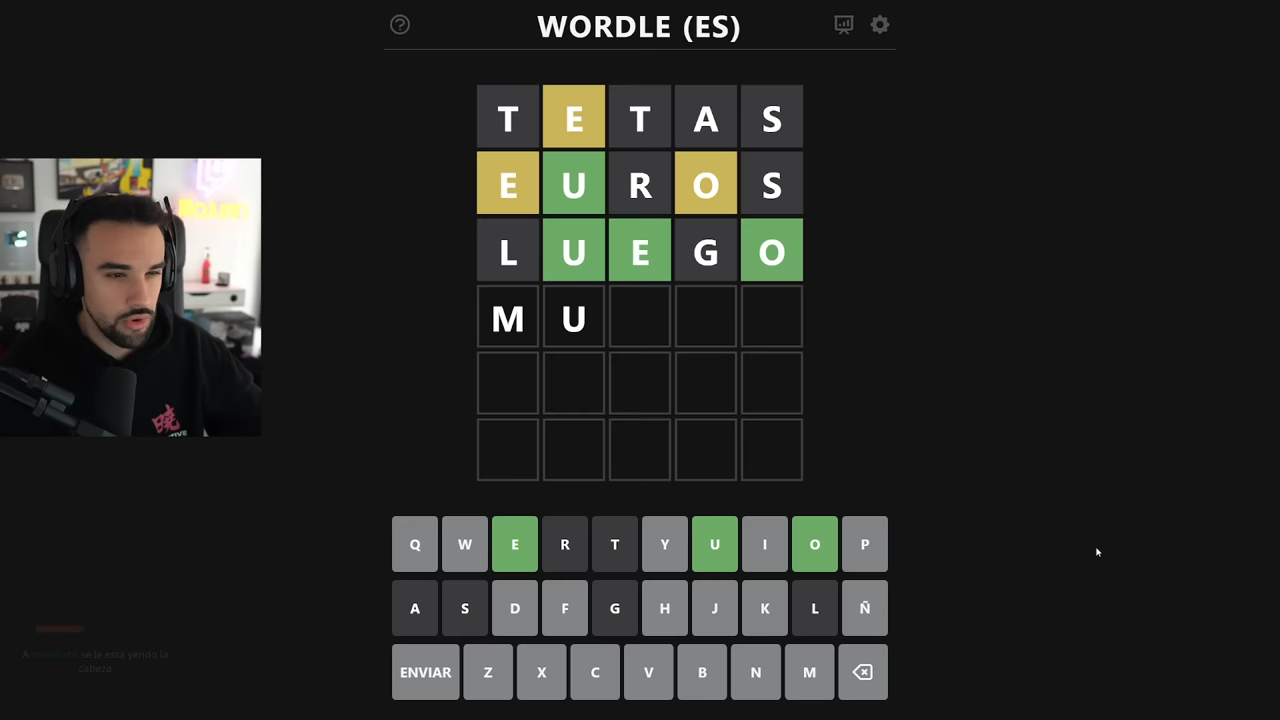 WORDLE (ES)
T E T A S
E U R O S
L U E G O
M U
Q W E R T Y U I O P
A S D F G H J K L Ñ
ENVIAR Z X C V B N M
se le está yendo la
cabeza